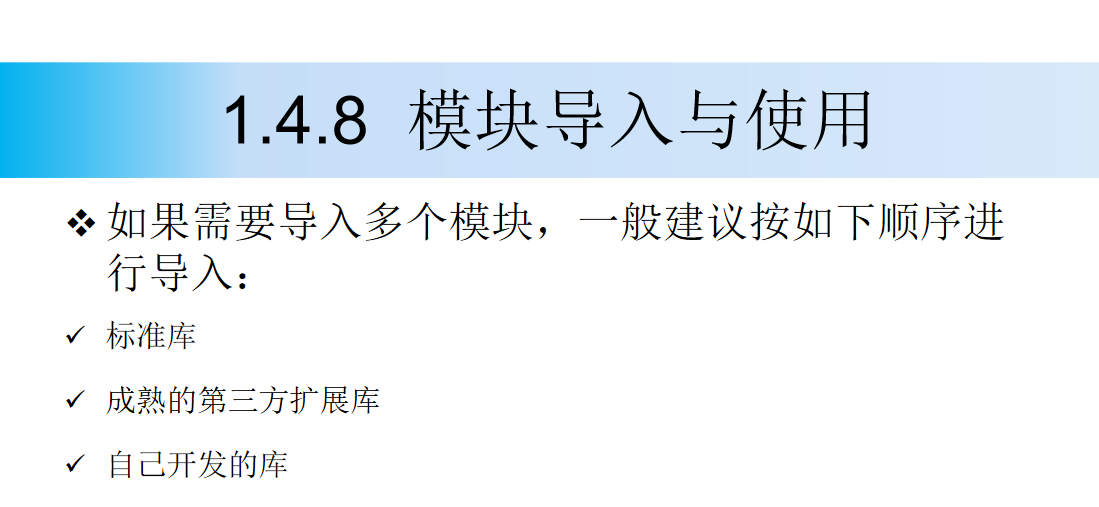 1.4.8 模块导入与使用
❖ 如果需要导入多个模块，一般建议按如下顺序进
行导入：
✓ 标准库
✓ 成熟的第三方扩展库
✓ 自己开发的库